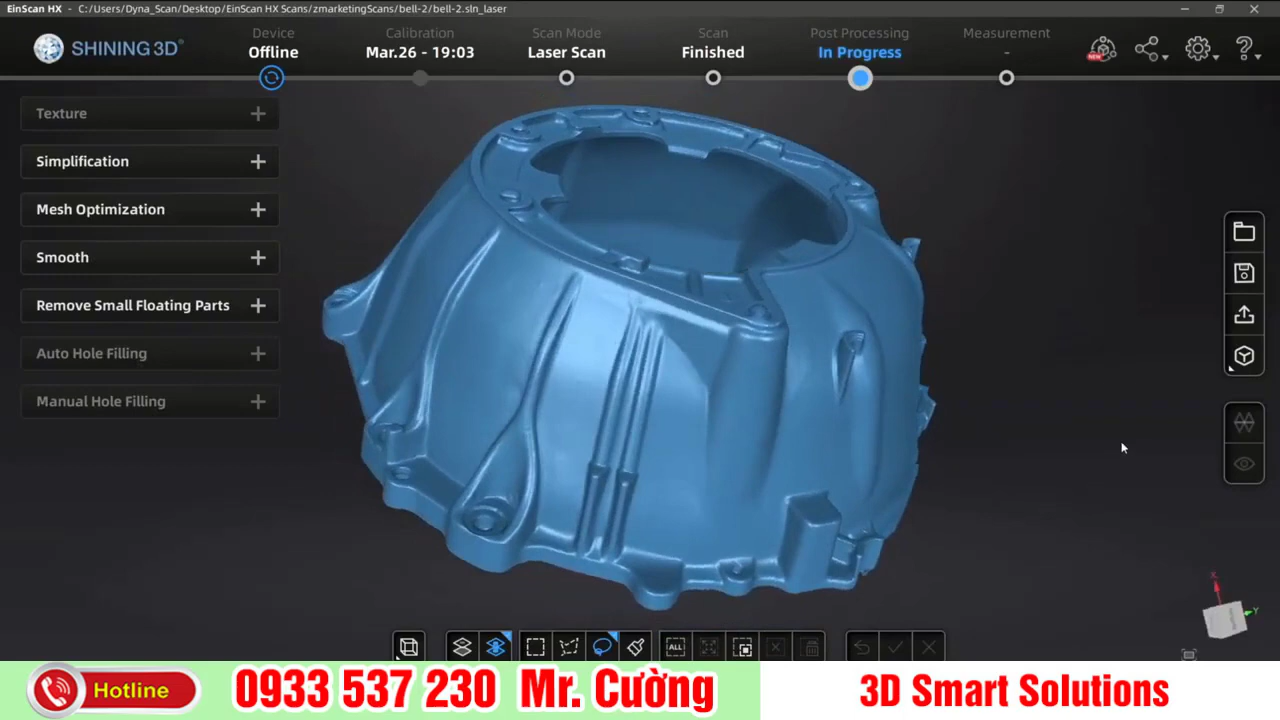 EinScan HX - C:/Users/Dyna_Scan/Desktop/EinScan HX Scans/zmarketingScans/bell-2/bell-2.sln_laser
SHINING 3D®
Device
Offline
Calibration
Mar.26 - 19:03
Scan Mode
Laser Scan
Scan
Finished
Post Processing
In Progress
Measurement
-
NEW
Texture
Simplification
Mesh Optimization
Smooth
Remove Small Floating Parts
Auto Hole Filling
Manual Hole Filling
ALL
X
Y
Hotline
0933 537 230 Mr. Cường
3D Smart Solutions